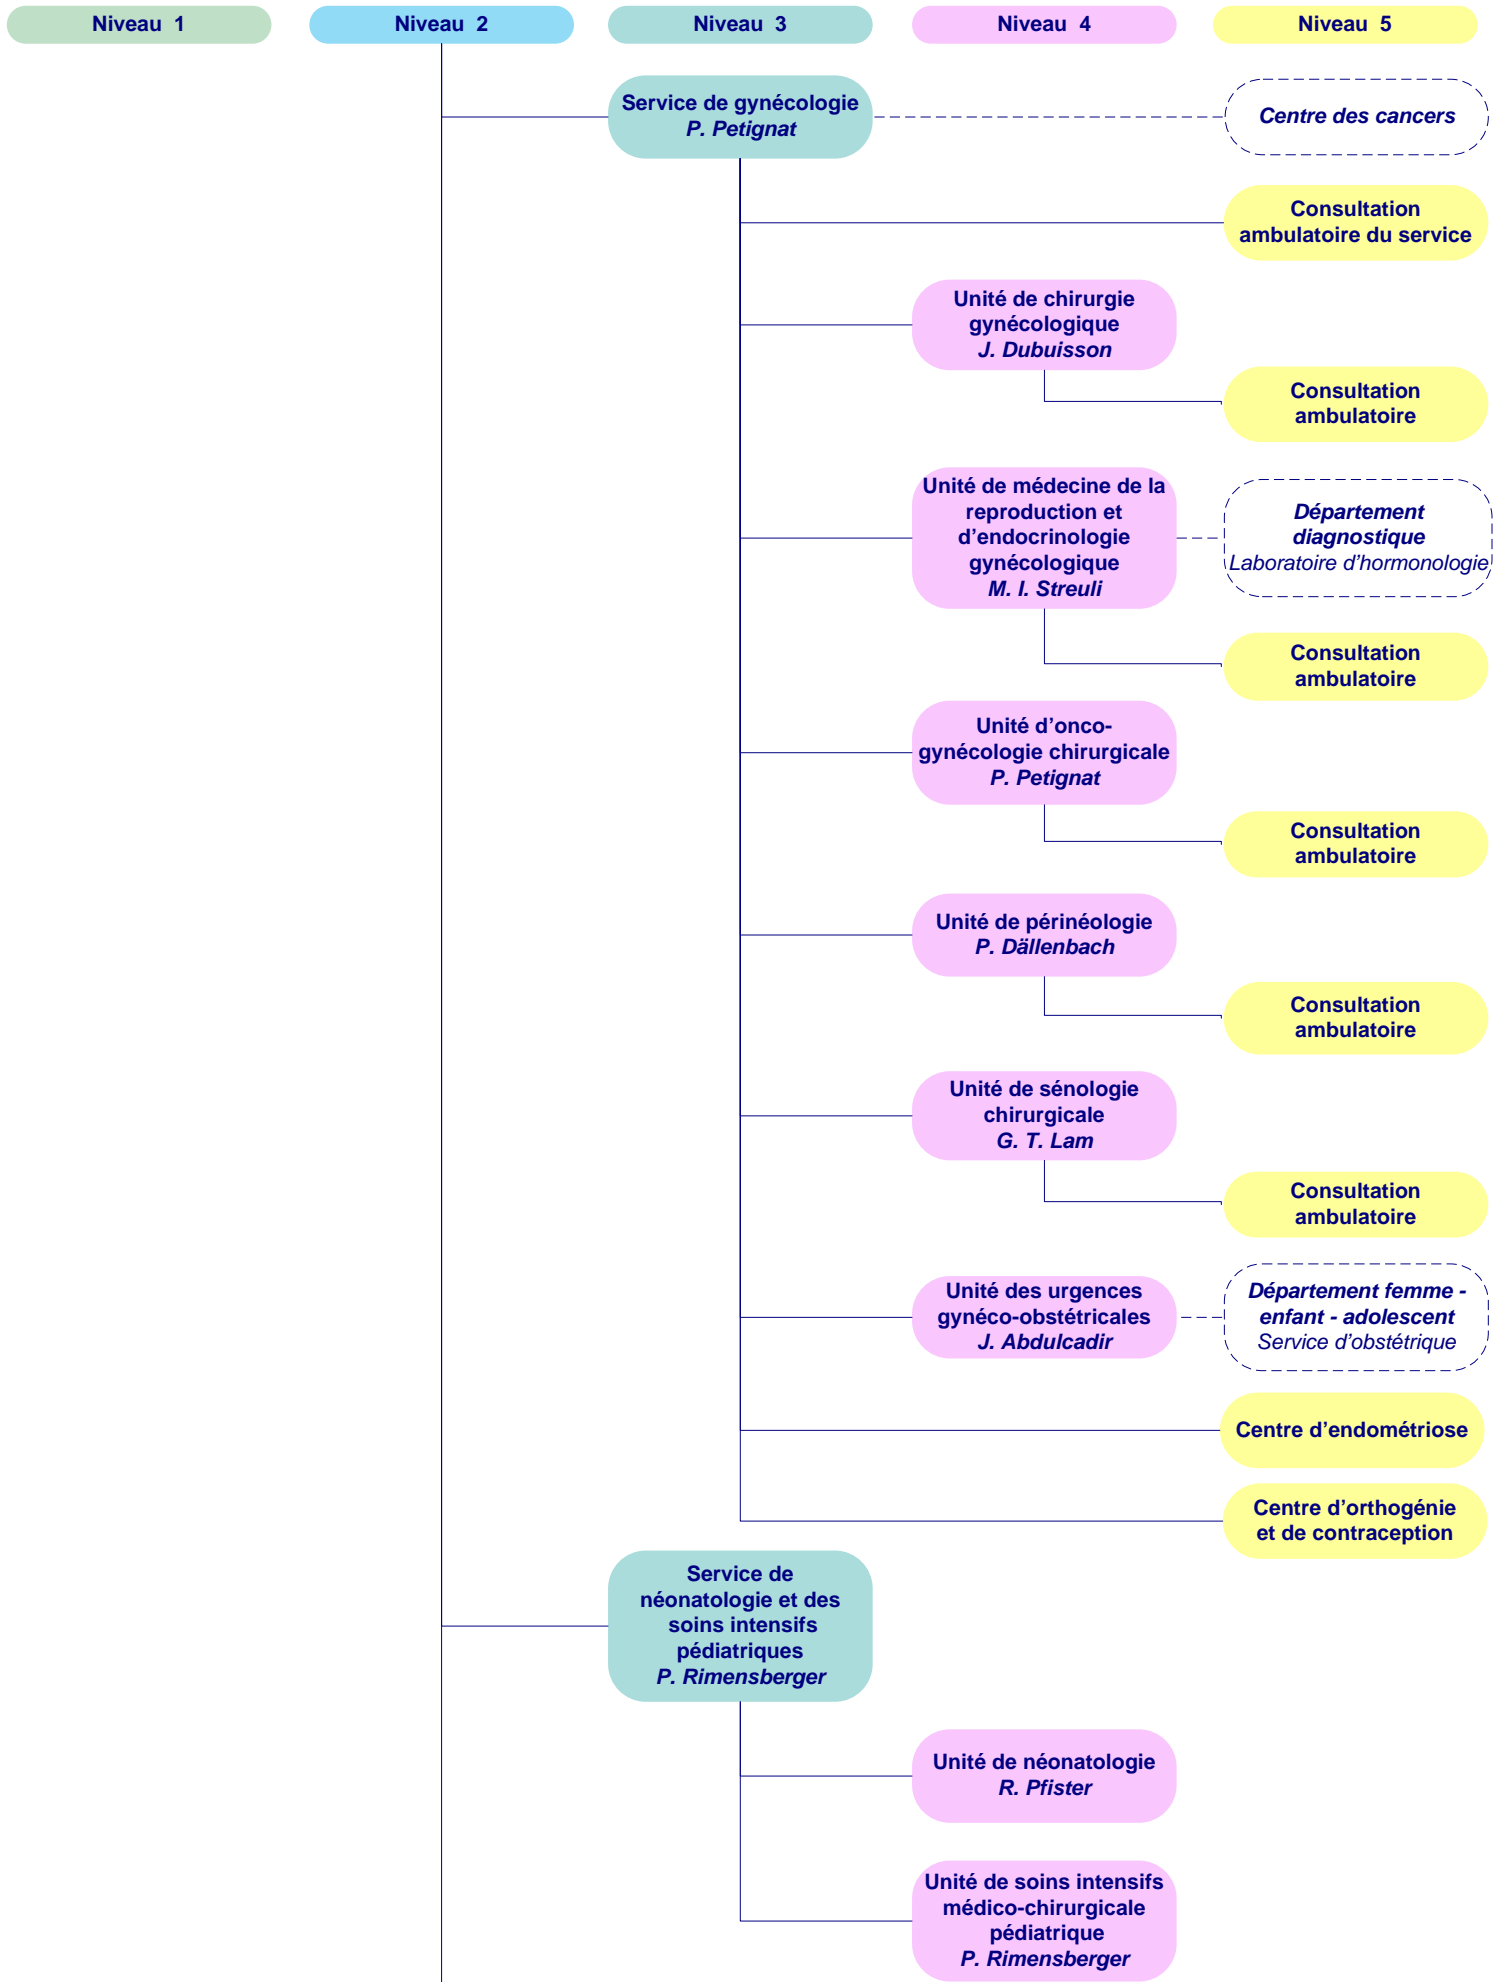 Niveau 1
Niveau 2
Niveau 3
Niveau 4
Niveau 5
Service de gynécologie
P. Petignat
Centre des cancers
Consultation
ambulatoire du service
Unité de chirurgie
gynécologique
J. Dubuisson
Consultation
ambulatoire
Unité de médecine de la
reproduction et
d’endocrinologie
gynécologique
M. I. Streuli
Département
diagnostique
Laboratoire d’hormonologie
Consultation
ambulatoire
Unité d’onco-
gynécologie chirurgicale
P. Petignat
Consultation
ambulatoire
Unité de périnéologie
P. Dällenbach
Consultation
ambulatoire
Unité de sénologie
chirurgicale
G. T. Lam
Consultation
ambulatoire
Unité des urgences
gynéco-obstétricales
J. Abdulcadir
Département femme -
enfant - adolescent
Service d’obstétrique
Centre d’endométriose
Centre d’orthogénie
et de contraception
Service de
néonatologie et des
soins intensifs
pédiatriques
P. Rimensberger
Unité de néonatologie
R. Pfister
Unité de soins intensifs
médico-chirurgicale
pédiatrique
P. Rimensberger